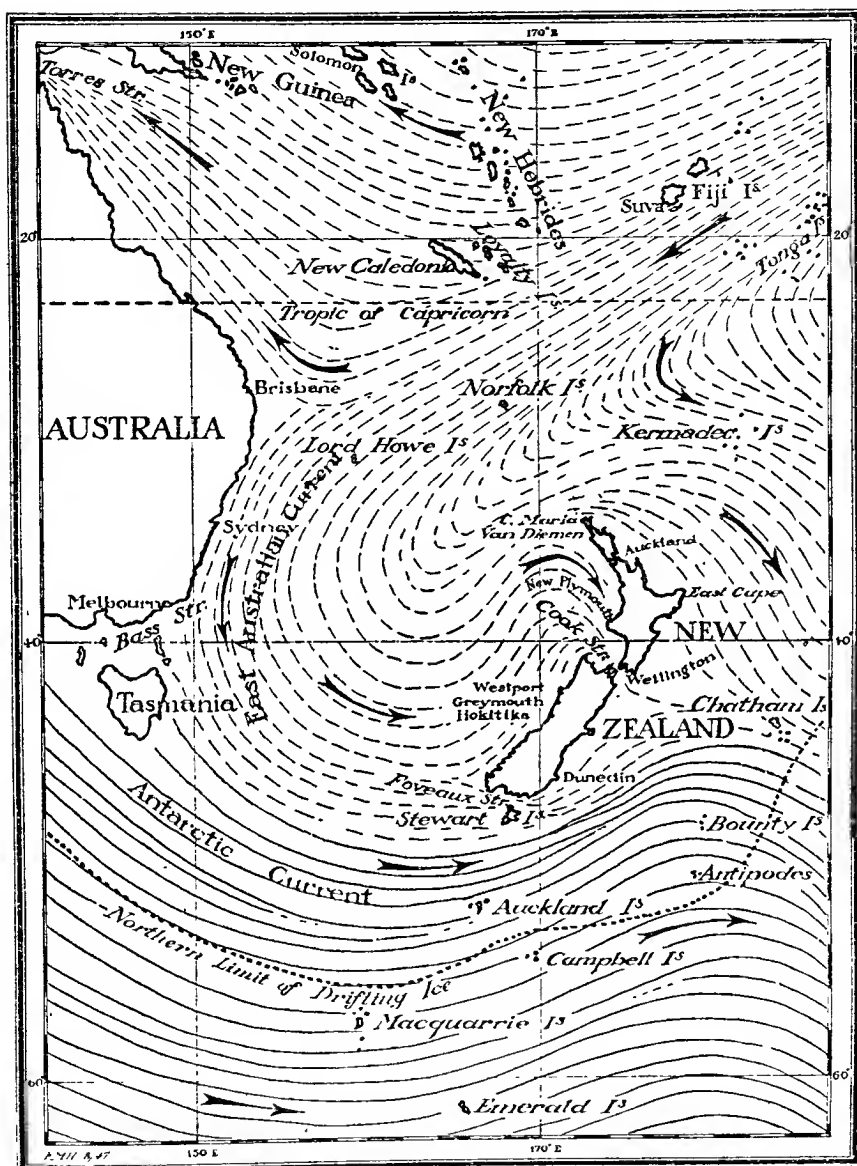 150°E
170°E
Torres Str.
New
Guinea
Solomon
Is
New Hebrides
Suva
Fiji Is
20°
20°
Tonga Is
New Caledonia
Loyalty Is
Tropic of Capricorn
Brisbane
Norfolk Is
AUSTRALIA
Lord Howe Is
Kermadec Is
C. Maria
Van Diemen
Auckland
Sydney
East Australian Current
New Plymouth
East Cape
Melbourne
Bass Str.
Cook Str.
NEW
40°
40°
Wellington
Tasmania
Westport
Greymouth
Hokitika
Chatham Is
ZEALAND
Dunedin
Foveaux Str.
Stewart Is
Antarctic
Current
Bounty Is
Antipodes
Auckland Is
Northern Limit of Drifting Ice
Campbell Is
Macquarrie Is
60°
60°
Emerald Is
150 E
170°E